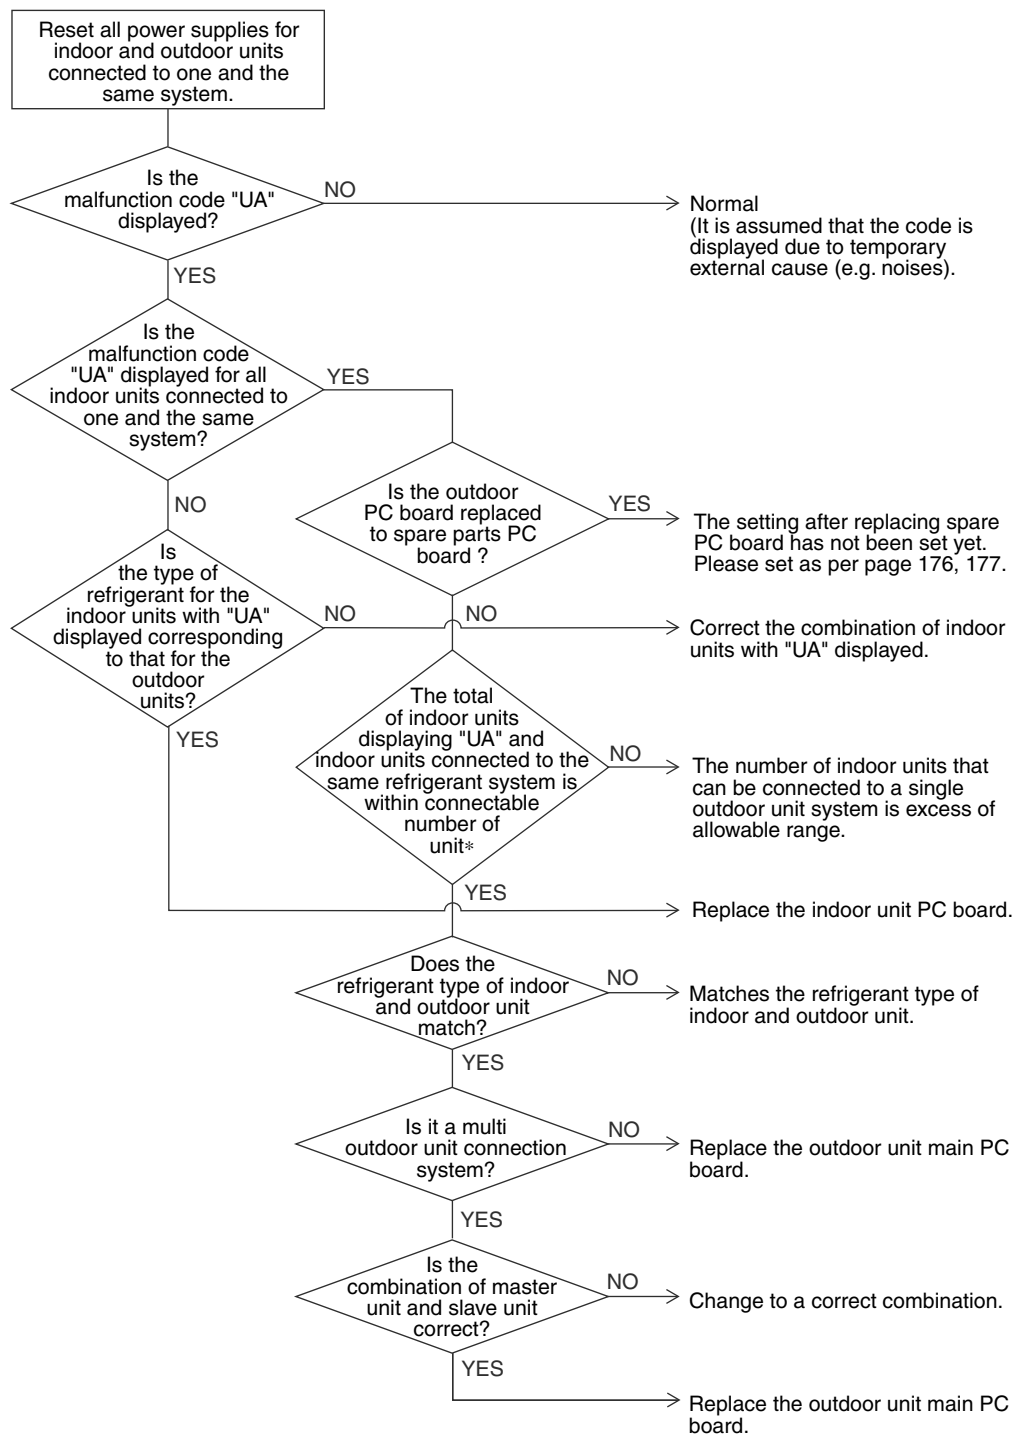 Reset all power supplies for
indoor and outdoor units
connected to one and the
same system.
Is the
malfunction code "UA"
displayed?
NO
Normal
(It is assumed that the code is
displayed due to temporary
external cause (e.g. noises).
YES
Is the
malfunction code
"UA" displayed for all
indoor units connected to
one and the same
system?
YES
NO
Is the outdoor
PC board replaced
to spare parts PC
board ?
YES
The setting after replacing spare
PC board has not been set yet.
Please set as per page 176, 177.
NO
Is
the type of
refrigerant for the
indoor units with "UA"
displayed corresponding
to that for the
outdoor
units?
NO
Correct the combination of indoor
units with "UA" displayed.
YES
The total
of indoor units
displaying "UA" and
indoor units connected to the
same refrigerant system is
within connectable
number of
unit*
NO
The number of indoor units that
can be connected to a single
outdoor unit system is excess of
allowable range.
YES
Replace the indoor unit PC board.
Does the
refrigerant type of indoor
and outdoor unit
match?
NO
Matches the refrigerant type of
indoor and outdoor unit.
YES
Is it a multi
outdoor unit connection
system?
NO
Replace the outdoor unit main PC
board.
YES
Is the
combination of master
unit and slave unit
correct?
NO
Change to a correct combination.
YES
Replace the outdoor unit main PC
board.